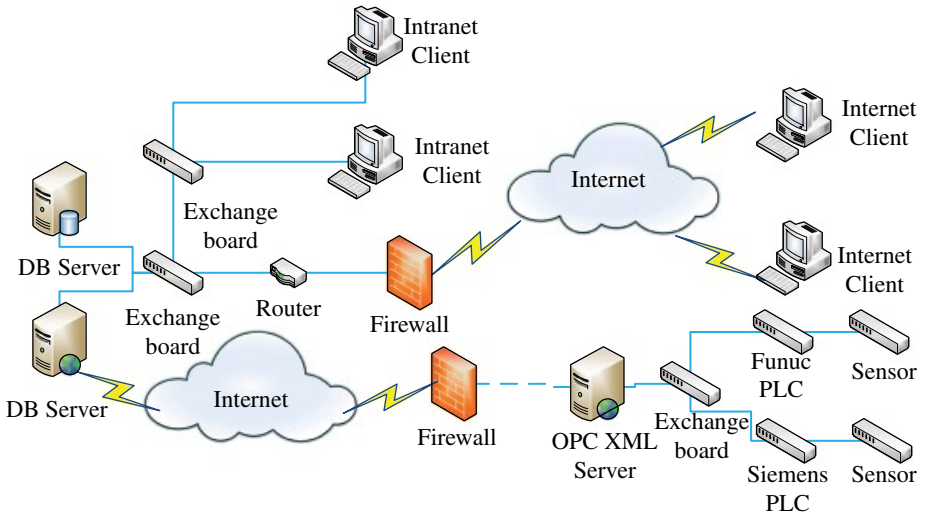 Intranet
Client
Intranet
Client
Internet
Client
Internet
Exchange
board
DB Server
Internet
Client
Exchange
board
Router
Firewall
DB Server
Internet
Firewall
OPC XML
Server
Exchange
board
Funuc
PLC
Sensor
Siemens
PLC
Sensor